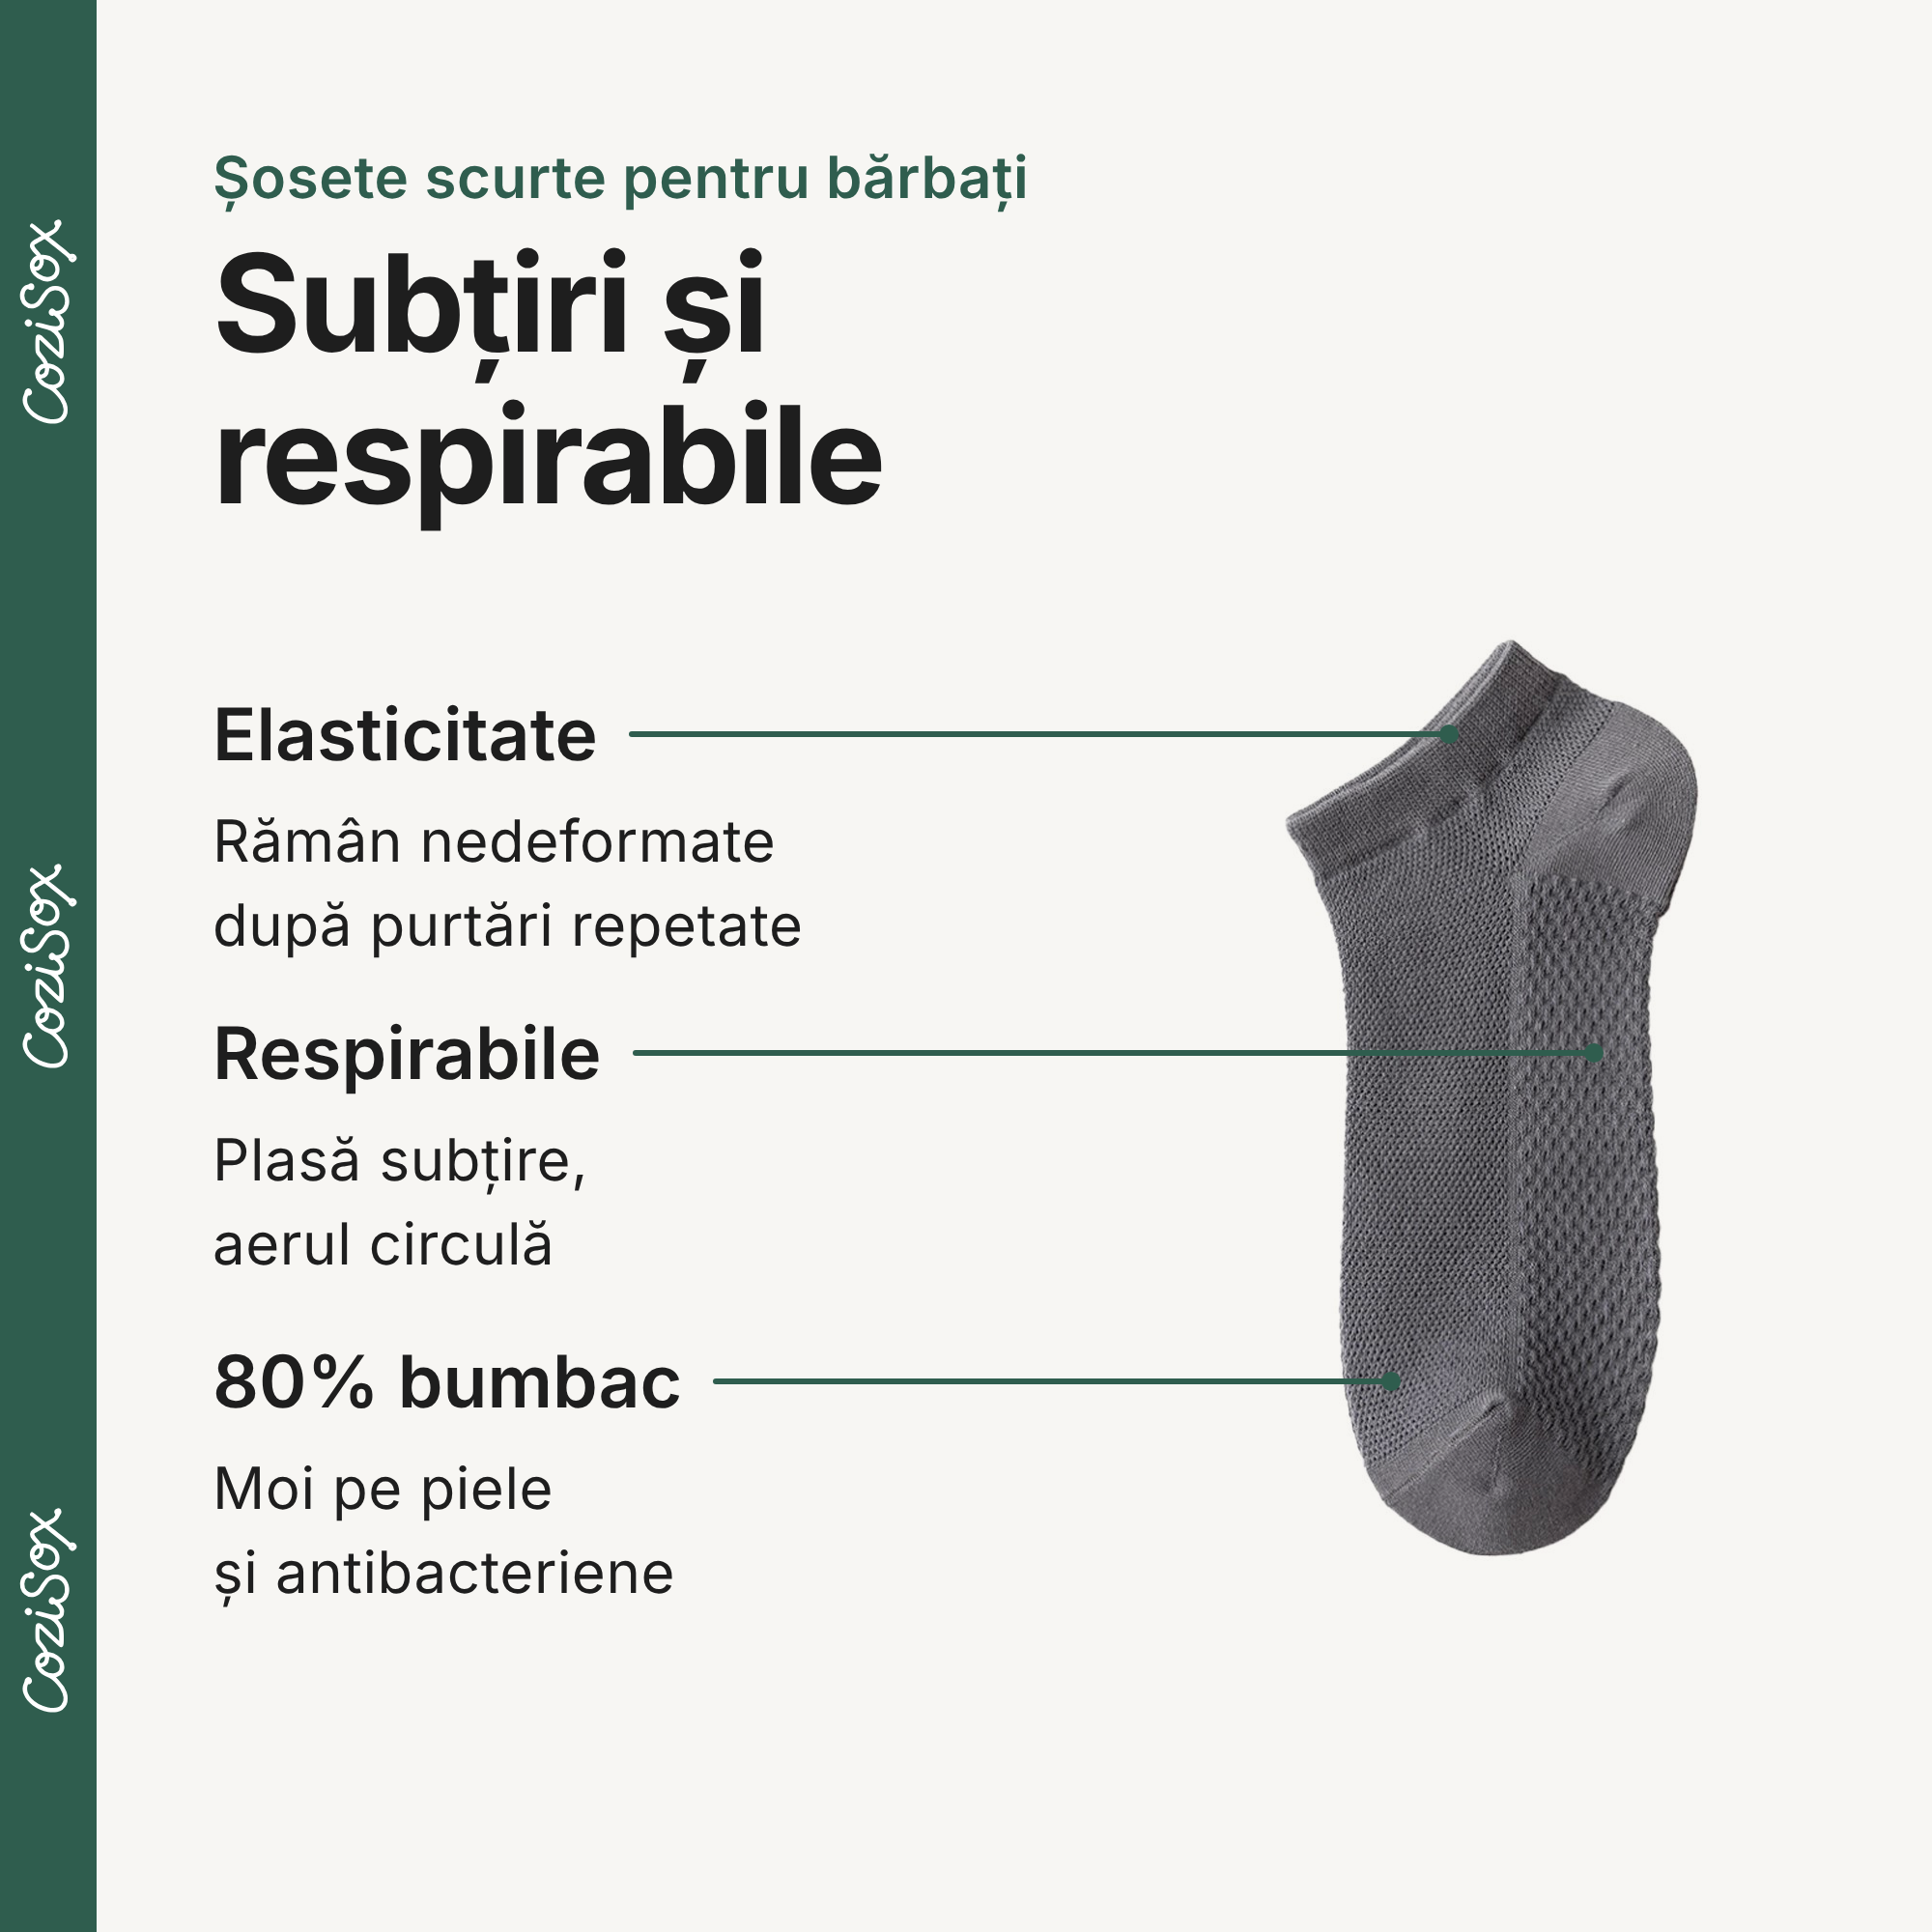 Șosete scurte pentru bărbați
Subțiri și
respirabile
Elasticitate
Rămân nedeformate
după purtări repetate
Respirabile
Plasă subțire,
aerul circulă
80% bumbac
Moi pe piele
și antibacteriene
CoziSox
CoziSox
CoziSox